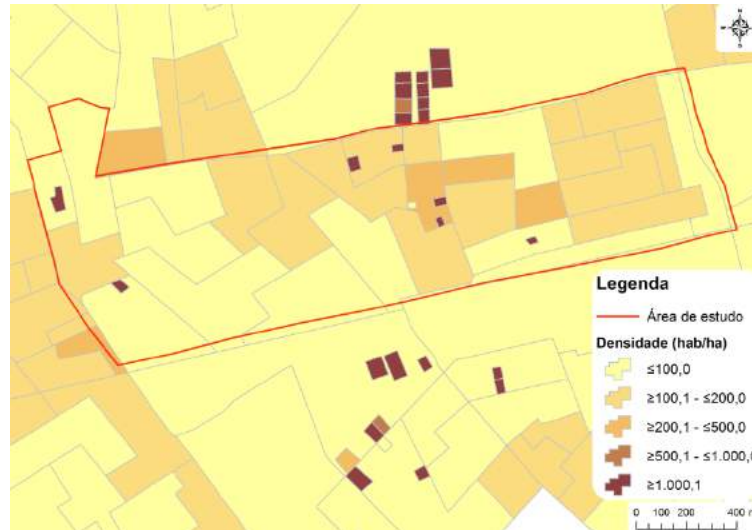 N
Legenda
Área de estudo
Densidade (hab/ha)
≤100,0
≥100,1 - ≤200,0
≥200,1 - ≤500,0
≥500,1 - ≤1.000,0
≥1.000,1
0 100 200 400